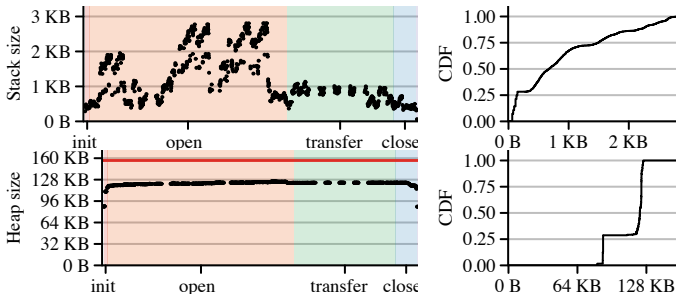 Stack size
3 KB
2 KB
1 KB
0 B
init
open
transfer
close
CDF
1.00
0.75
0.50
0.25
0.00
0 B
1 KB
2 KB
Heap size
160 KB
128 KB
96 KB
64 KB
32 KB
0 B
init
open
transfer
close
CDF
1.00
0.75
0.50
0.25
0.00
0 B
64 KB
128 KB